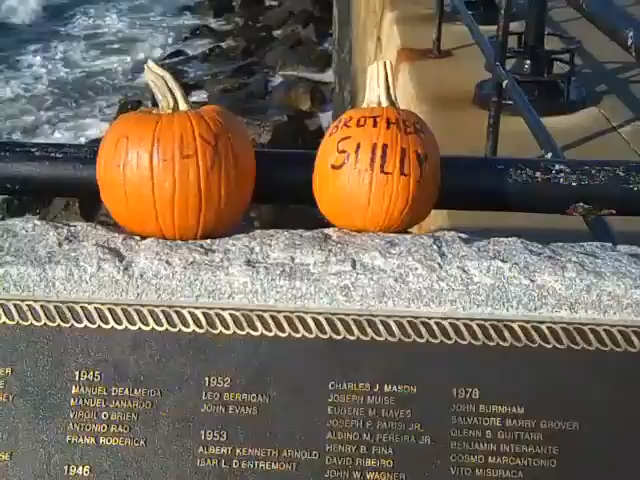 BROTHER
SULLY
1945
MANUEL DEALMEIDA
MANUEL JANARDO
VIRGIL O'BRIEN
ANTONIO RAO
FRANK RODERICK
1946
1952
LEO BERRIGAN
JOHN EVANS
1953
ALBERT KENNETH ARNOLD
ISAR L. D'ENTREMONT
CHARLES J. MASON
JOSEPH MUISE
EUGENE M. NAVES
JOSEPH P. PARISI JR.
ALBINO M. PEREIRA JR.
HENRY B. PINA
DAVID RIBEIRO
JOHN W. WAGNER
1978
JOHN BURNHAM
SALVATORE BARRY GROVER
GLENN S. GUITTARR
BENJAMIN INTERRANTE
COSMO MARCANTONIO
VITO MISURACA